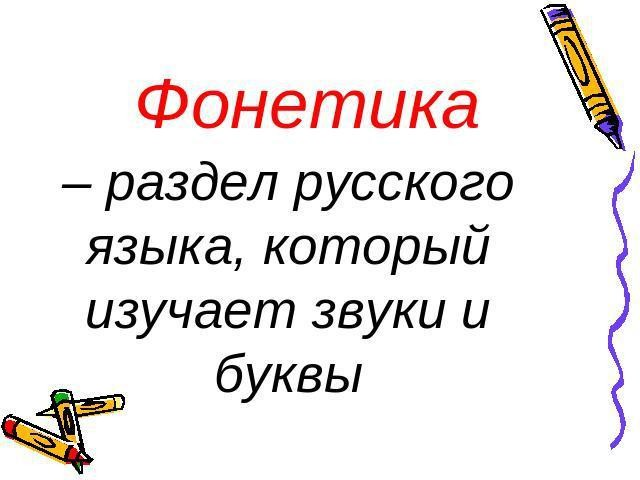 Фонетика
– раздел русского
языка, который
изучает звуки и
буквы